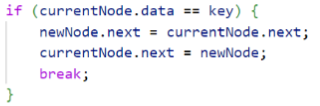 if (currentNode.data == key) {
    newNode.next = currentNode.next;
    currentNode.next = newNode;
    break;
}